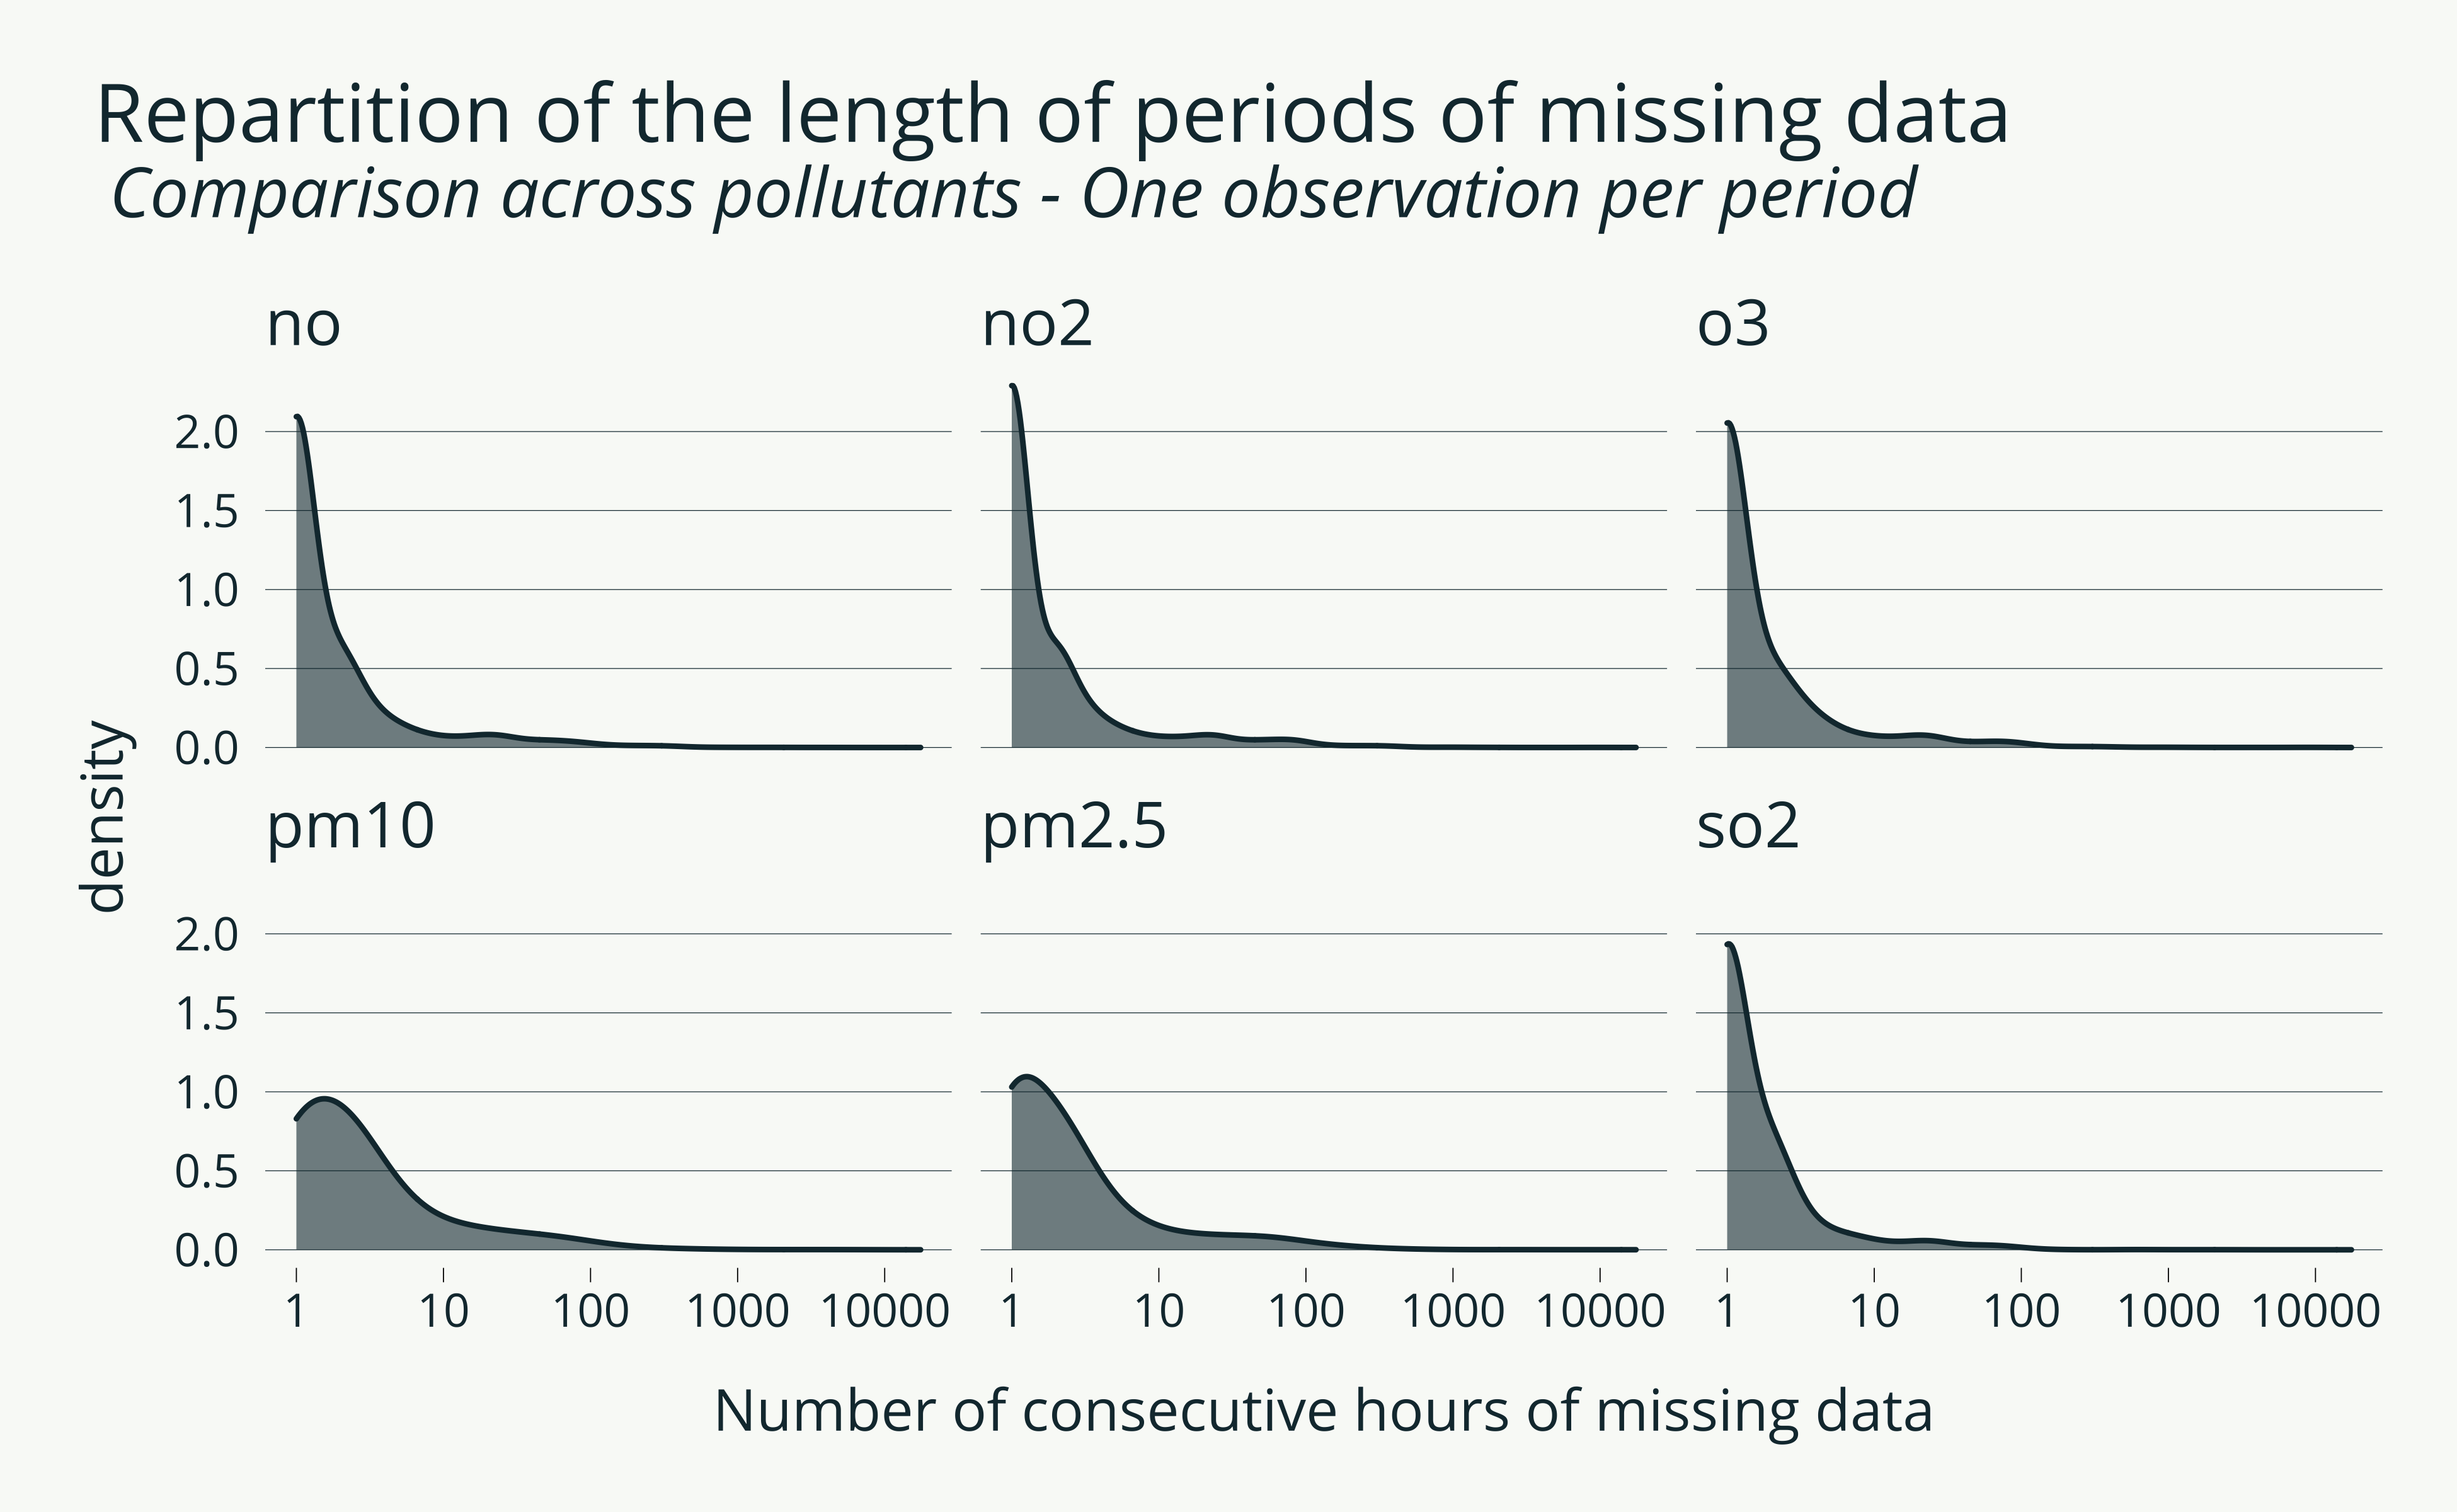 Repartition of the length of periods of missing data
Comparison across pollutants - One observation per period
no
no2
o3
2.0
1.5
1.0
0.5
0.0
density
pm10
pm2.5
so2
2.0
1.5
1.0
0.5
0.0
1 10 100 1000 10000 1 10 100 1000 10000 1 10 100 1000 10000
Number of consecutive hours of missing data